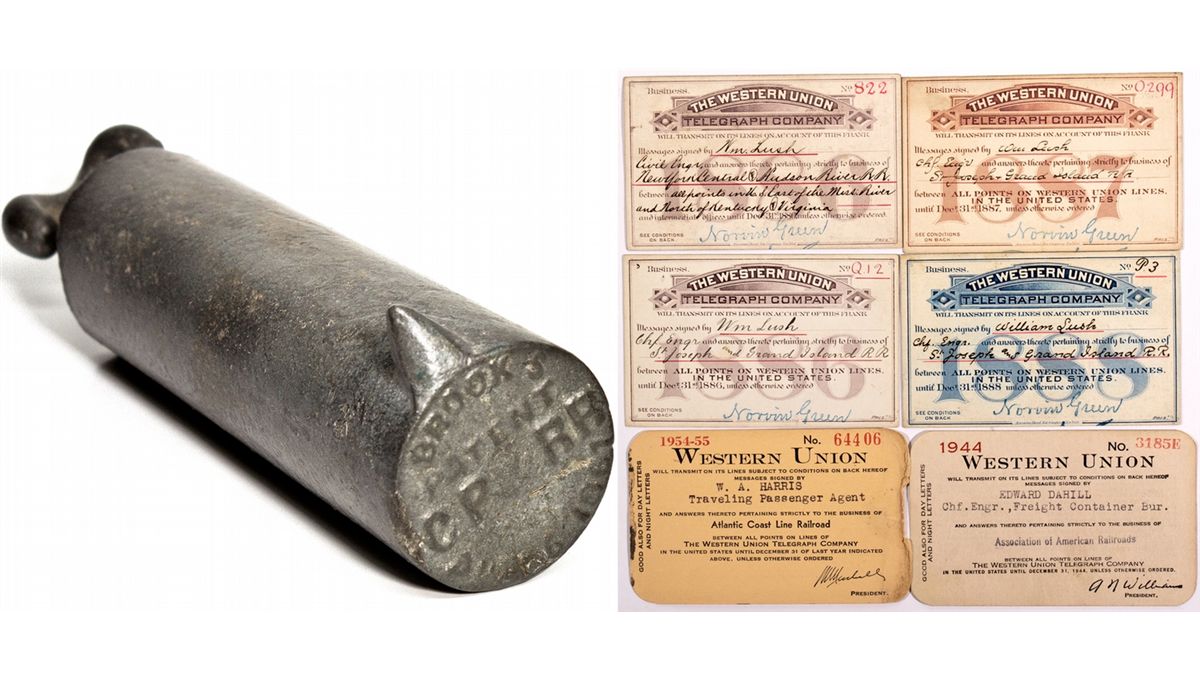 BROOKS
PATENT
C P RR
Business. No 822
THE WESTERN UNION
TELEGRAPH COMPANY
WILL TRANSMIT ON ITS LINES ON ACCOUNT OF THIS FRANK
Messages signed by Wm. Lush
Civil Engr and answers thereto pertaining strictly to business of
New York Central & Hudson River R.R.
between all points in the S. East of the Miss. River
and North of Kentucky & Virginia
and intermediate offices until Dec 31st 188 unless otherwise ordered.
SEE CONDITIONS
ON BACK
Norvin Green
PRES.T
Business. No 0299
THE WESTERN UNION
TELEGRAPH COMPANY
WILL TRANSMIT ON ITS LINES ON ACCOUNT OF THIS FRANK
1887
Messages signed by Wm Lush
Chf. Engr and answers thereto pertaining strictly to business of
St Joseph & Grand Island R.R.
between ALL POINTS ON WESTERN UNION LINES
IN THE UNITED STATES.
until Dec. 31st 1887, unless otherwise ordered.
SEE CONDITIONS
ON BACK
Norvin Green
PRES.T
Business. No Q.12
THE WESTERN UNION
TELEGRAPH COMPANY
WILL TRANSMIT ON ITS LINES ON ACCOUNT OF THIS FRANK
1886
Messages signed by Wm Lush
Chf. Engr and answers thereto pertaining strictly to business of
St Joseph and Grand Island R R
between ALL POINTS ON WESTERN UNION LINES
IN THE UNITED STATES.
until Dec. 31st 1886, unless otherwise ordered.
SEE CONDITIONS
ON BACK
Norvin Green
PRES.T
Business. No P.3
THE WESTERN UNION
TELEGRAPH COMPANY
WILL TRANSMIT ON ITS LINES ON ACCOUNT OF THIS FRANK
1888
Messages signed by William Lush
Chf. Engr. and answers thereto pertaining strictly to business of
St Joseph and Grand Island R.R.
between ALL POINTS ON WESTERN UNION LINES
IN THE UNITED STATES.
until Dec. 31st 1888 unless otherwise ordered.
SEE CONDITIONS
ON BACK
Norvin Green
PRES.T
1954-55 No. 64406
WESTERN UNION
WILL TRANSMIT ON ITS LINES SUBJECT TO CONDITIONS ON BACK HEREOF
MESSAGES SIGNED BY
W. A. HARRIS
Traveling Passenger Agent
AND ANSWERS THERETO PERTAINING STRICTLY TO THE BUSINESS OF
Atlantic Coast Line Railroad
BETWEEN ALL POINTS ON LINES OF
THE WESTERN UNION TELEGRAPH COMPANY
IN THE UNITED STATES UNTIL DECEMBER 31 OF LAST YEAR INDICATED
ABOVE, UNLESS OTHERWISE ORDERED
PRESIDENT.
GOOD ALSO FOR DAY LETTERS
AND NIGHT LETTERS
1944 No. 3185E
WESTERN UNION
WILL TRANSMIT ON ITS LINES SUBJECT TO CONDITIONS ON BACK HEREOF
MESSAGES SIGNED BY
EDWARD DAHILL
Chf.Engr.,Freight Container Bur.
AND ANSWERS THERETO PERTAINING STRICTLY TO THE BUSINESS OF
Association of American Railroads
BETWEEN ALL POINTS ON LINES OF
THE WESTERN UNION TELEGRAPH COMPANY
IN THE UNITED STATES UNTIL DECEMBER 31, 1944, UNLESS OTHERWISE ORDERED.
A N Williams
PRESIDENT.
GOOD ALSO FOR DAY LETTERS
AND NIGHT LETTERS